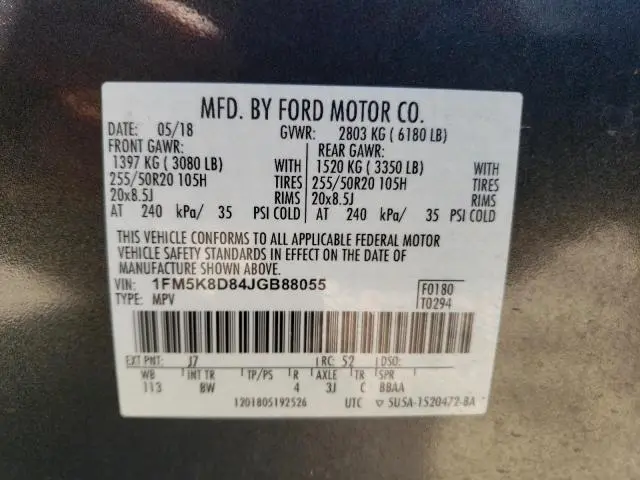 MFD. BY FORD MOTOR CO.
DATE: 05/18 GVWR: 2803 KG ( 6180 LB)
FRONT GAWR: REAR GAWR:
1397 KG ( 3080 LB) WITH 1520 KG ( 3350 LB) WITH
255/50R20 105H TIRES 255/50R20 105H TIRES
20x8.5J RIMS 20x8.5J RIMS
AT 240 kPa/ 35 PSI COLD AT 240 kPa/ 35 PSI COLD
THIS VEHICLE CONFORMS TO ALL APPLICABLE FEDERAL MOTOR
VEHICLE SAFETY STANDARDS IN EFFECT ON THE DATE OF
MANUFACTURE SHOWN ABOVE.
VIN: 1FM5K8D84JGB88055 F0180
TYPE: MPV T0294
EXT PNT: J7 RC: 52 DSO:
WB INT TR TP/PS R AXLE TR SPR
113 BW 4 3J C BBAA
1201805192526 UTC ▽ 5U5A-1520472-BA